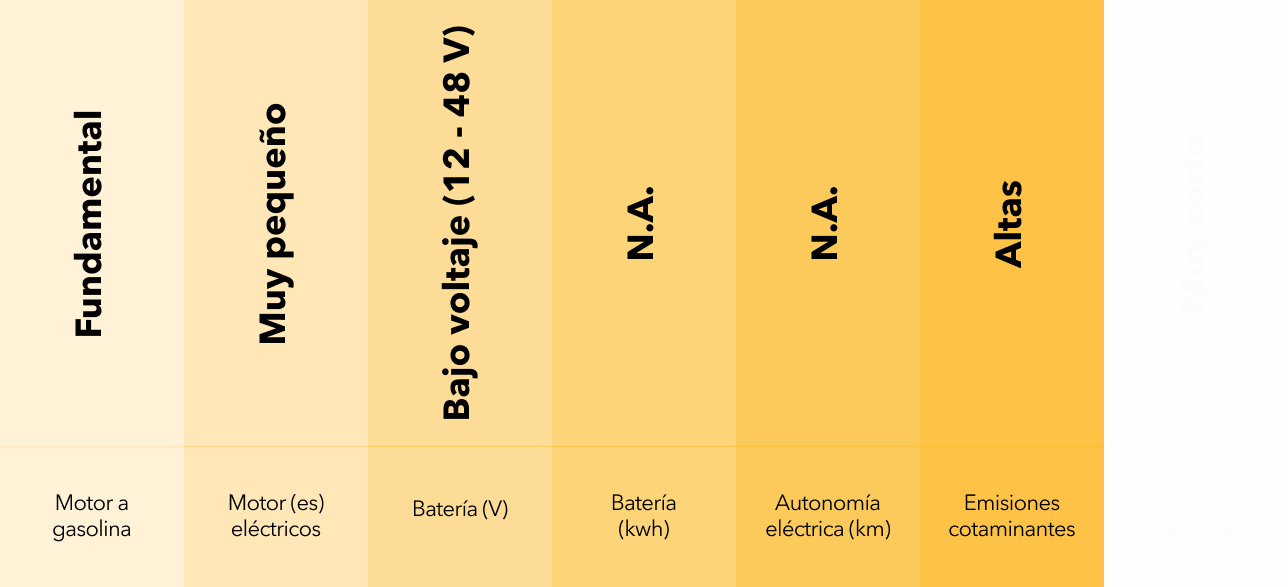 Fundamental
Muy pequeño
Bajo voltaje (12 - 48 V)
N.A.
N.A.
Altas
Muy corto
Motor a
gasolina
Motor (es)
eléctricos
Batería (V)
Batería
(kwh)
Autonomía
eléctrica (km)
Emisiones
cotaminantes